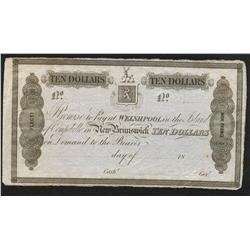 TEN DOLLARS TEN DOLLARS
No. No.
Promise to Pay at WELSHPOOL in the Island
of Campobello in New Brunswick TEN DOLLARS
on Demand to the Bearer
day of 18
Cash.